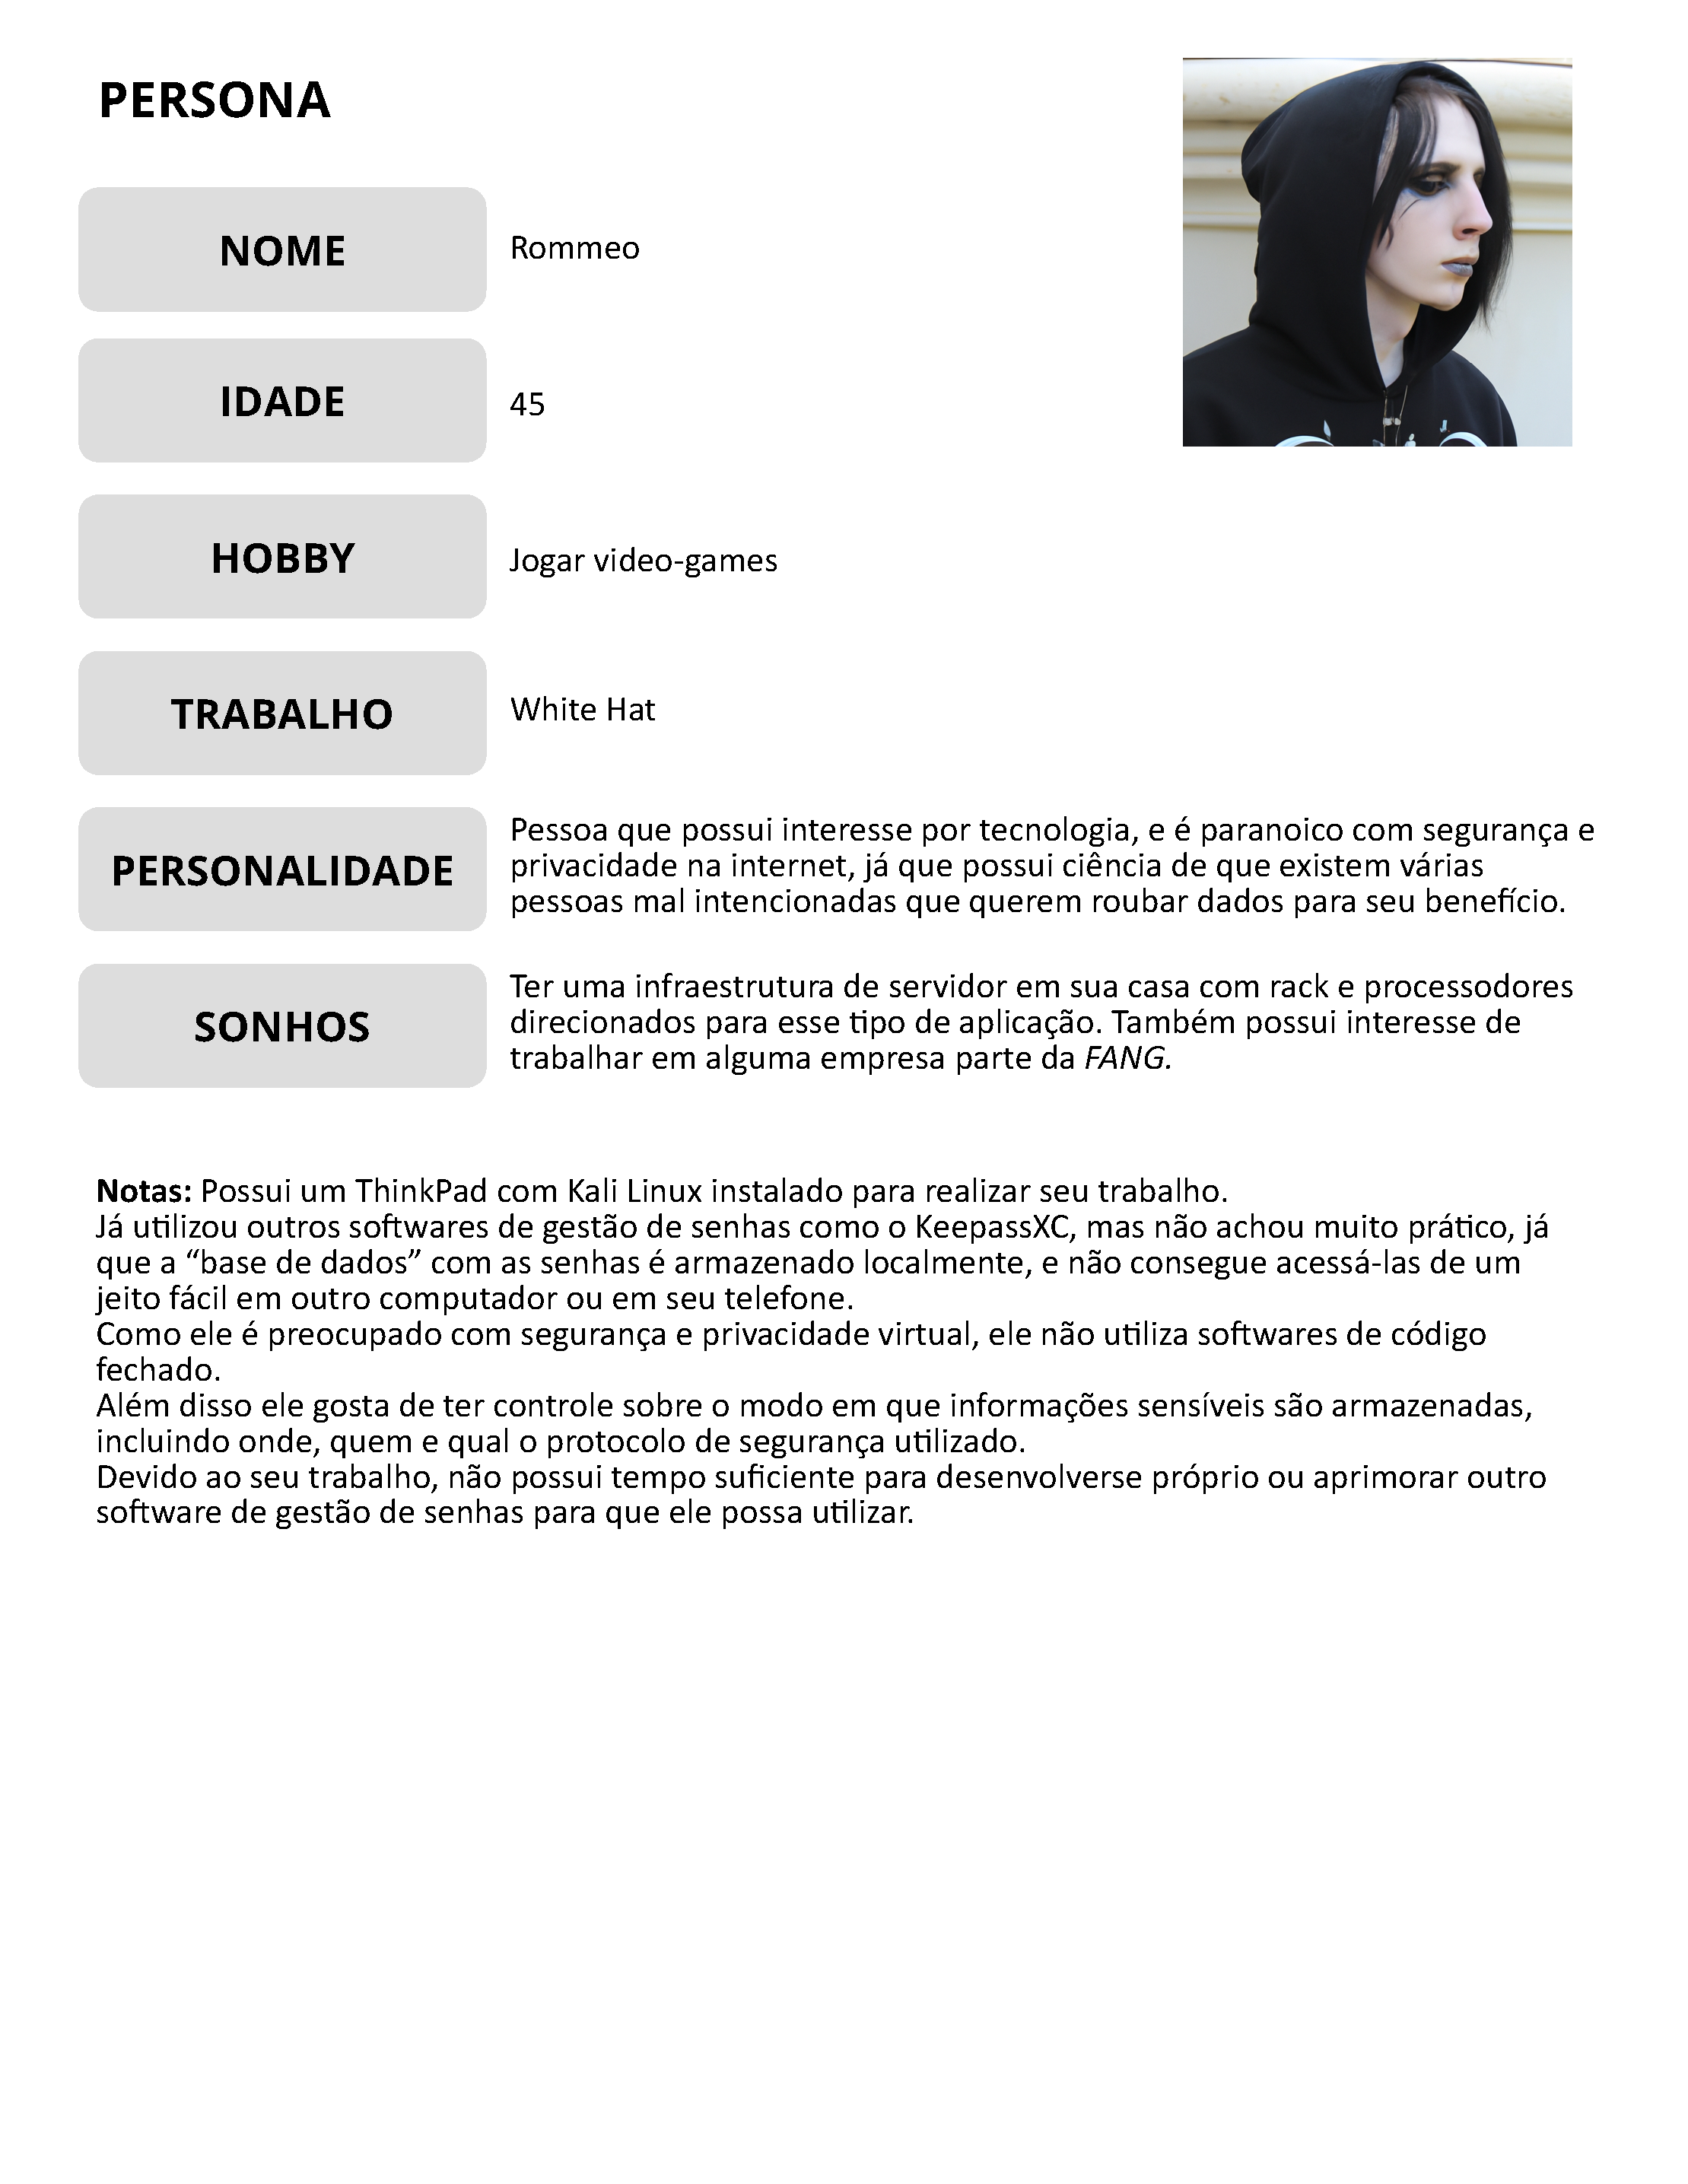 PERSONA
NOME
Rommeo
IDADE
45
HOBBY
Jogar video-games
TRABALHO
White Hat
PERSONALIDADE
Pessoa que possui interesse por tecnologia, e é paranoico com segurança e
privacidade na internet, já que possui ciência de que existem várias
pessoas mal intencionadas que querem roubar dados para seu benefício.
SONHOS
Ter uma infraestrutura de servidor em sua casa com rack e processodores
direcionados para esse tipo de aplicação. Também possui interesse de
trabalhar em alguma empresa parte da FANG.
Notas: Possui um ThinkPad com Kali Linux instalado para realizar seu trabalho.
Já utilizou outros softwares de gestão de senhas como o KeepassXC, mas não achou muito prático, já
que a “base de dados” com as senhas é armazenado localmente, e não consegue acessá-las de um
jeito fácil em outro computador ou em seu telefone.
Como ele é preocupado com segurança e privacidade virtual, ele não utiliza softwares de código
fechado.
Além disso ele gosta de ter controle sobre o modo em que informações sensíveis são armazenadas,
incluindo onde, quem e qual o protocolo de segurança utilizado.
Devido ao seu trabalho, não possui tempo suficiente para desenvolverse próprio ou aprimorar outro
software de gestão de senhas para que ele possa utilizar.